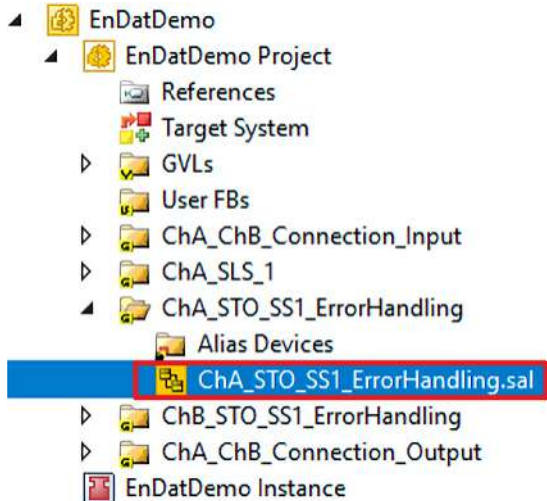 EnDatDemo
EnDatDemo Project
References
Target System
GVLs
User FBs
ChA_ChB_Connection_Input
ChA_SLS_1
ChA_STO_SS1_ErrorHandling
Alias Devices
ChA_STO_SS1_ErrorHandling.sal
ChB_STO_SS1_ErrorHandling
ChA_ChB_Connection_Output
EnDatDemo Instance